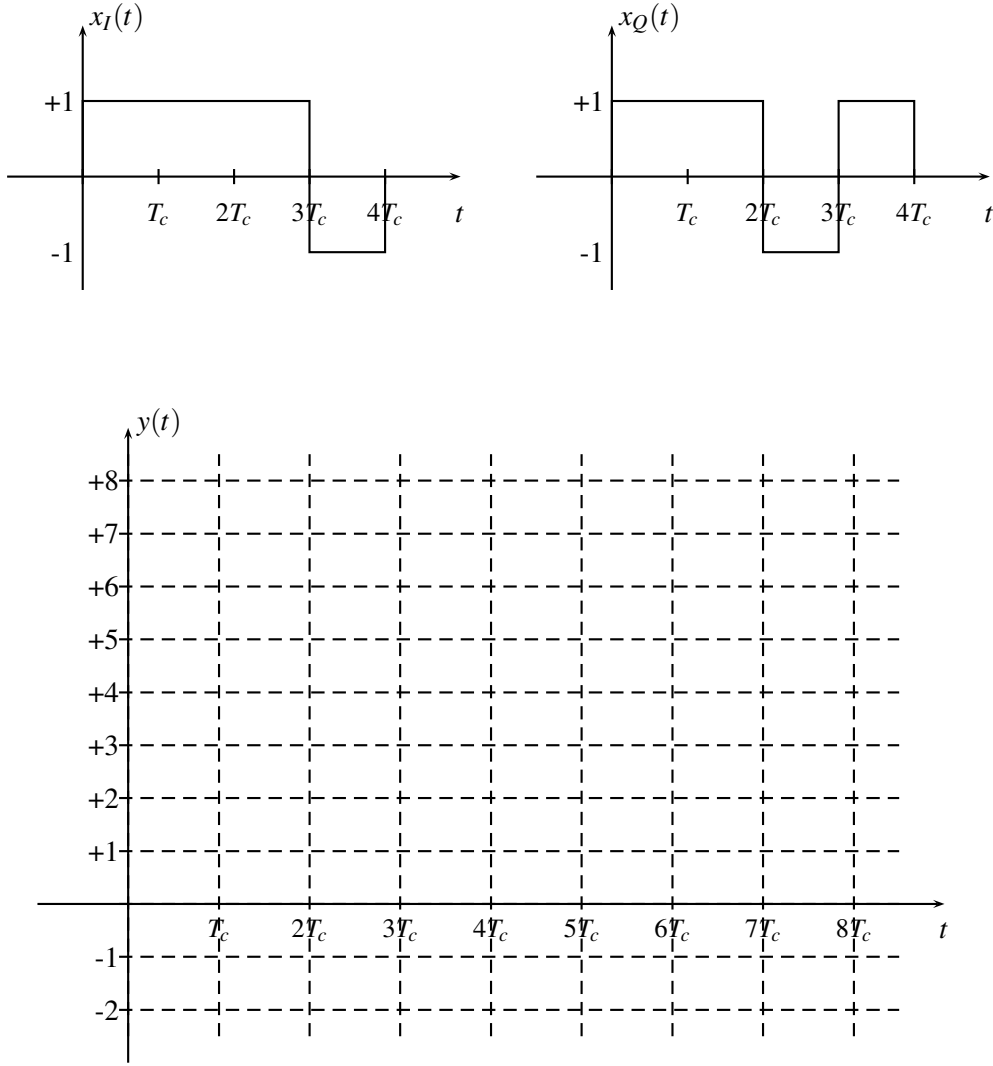 x_I(t)
x_Q(t)
+1
+1
T_c 2T_c 3T_c 4T_c t
T_c 2T_c 3T_c 4T_c t
-1
-1
y(t)
+8
+7
+6
+5
+4
+3
+2
+1
T_c 2T_c 3T_c 4T_c 5T_c 6T_c 7T_c 8T_c t
-1
-2